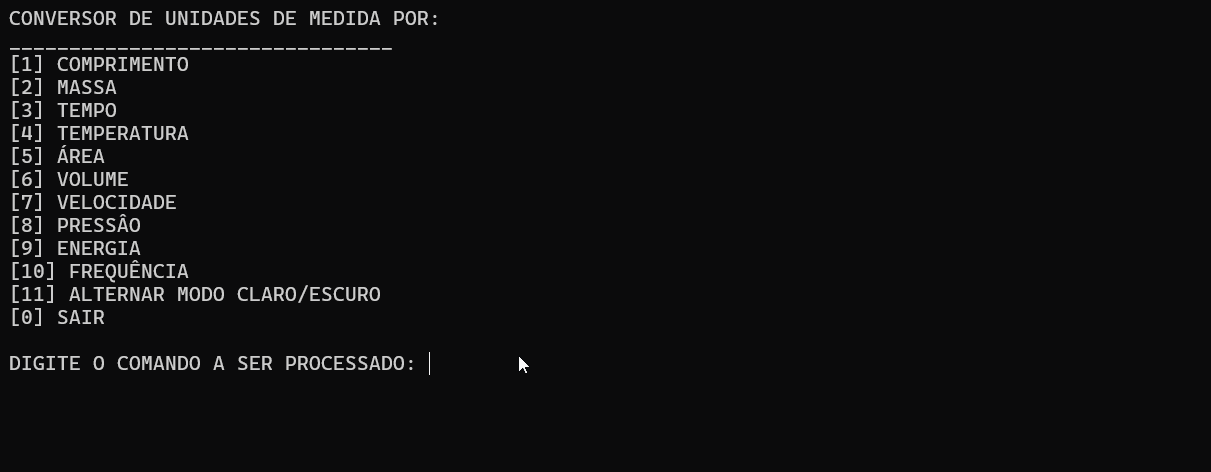 CONVERSOR DE UNIDADES DE MEDIDA POR:
________________________________
[1] COMPRIMENTO
[2] MASSA
[3] TEMPO
[4] TEMPERATURA
[5] ÁREA
[6] VOLUME
[7] VELOCIDADE
[8] PRESSÂO
[9] ENERGIA
[10] FREQUÊNCIA
[11] ALTERNAR MODO CLARO/ESCURO
[0] SAIR
DIGITE O COMANDO A SER PROCESSADO: